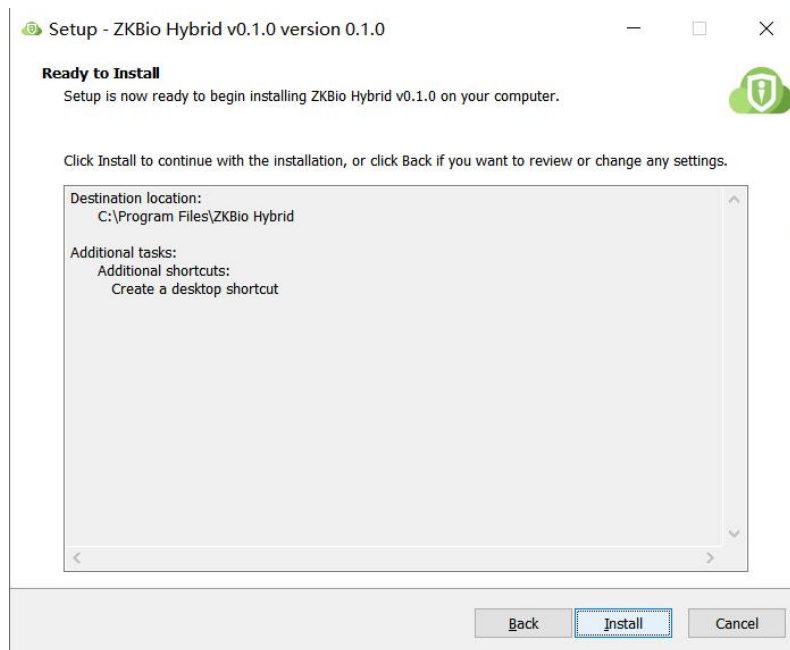 Setup - ZKBio Hybrid v0.1.0 version 0.1.0
Ready to Install
Setup is now ready to begin installing ZKBio Hybrid v0.1.0 on your computer.
Click Install to continue with the installation, or click Back if you want to review or change any settings.
Destination location:
C:\Program Files\ZKBio Hybrid
Additional tasks:
Additional shortcuts:
Create a desktop shortcut
Back Install Cancel